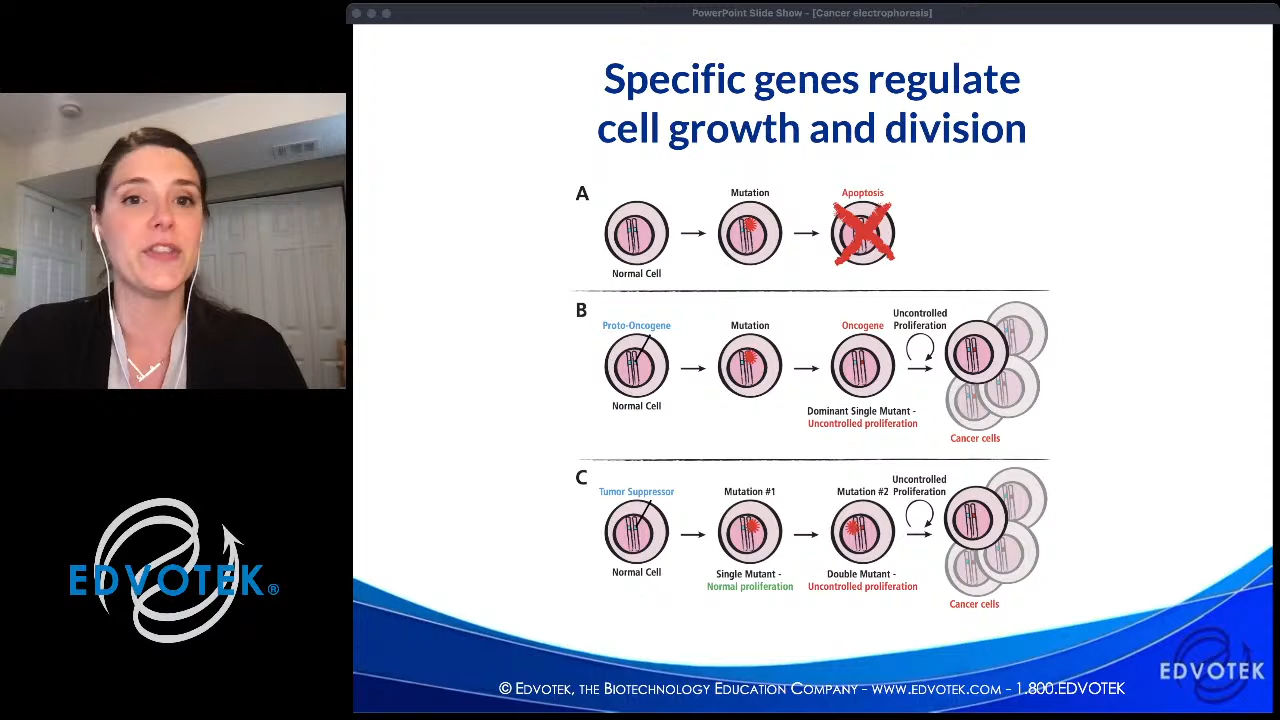 PowerPoint Slide Show - [Cancer electrophoresis]
Specific genes regulate
cell growth and division
A
Mutation
Apoptosis
Normal Cell
B
Proto-Oncogene
Mutation
Oncogene
Uncontrolled
Proliferation
Normal Cell
Dominant Single Mutant -
Uncontrolled proliferation
Cancer cells
C
Tumor Suppressor
Mutation #1
Mutation #2
Uncontrolled
Proliferation
Normal Cell
Single Mutant -
Normal proliferation
Double Mutant -
Uncontrolled proliferation
Cancer cells
EDVOTEK®
EDVOTEK
© EDVOTEK, THE BIOTECHNOLOGY EDUCATION COMPANY - WWW.EDVOTEK.COM - 1.800.EDVOTEK